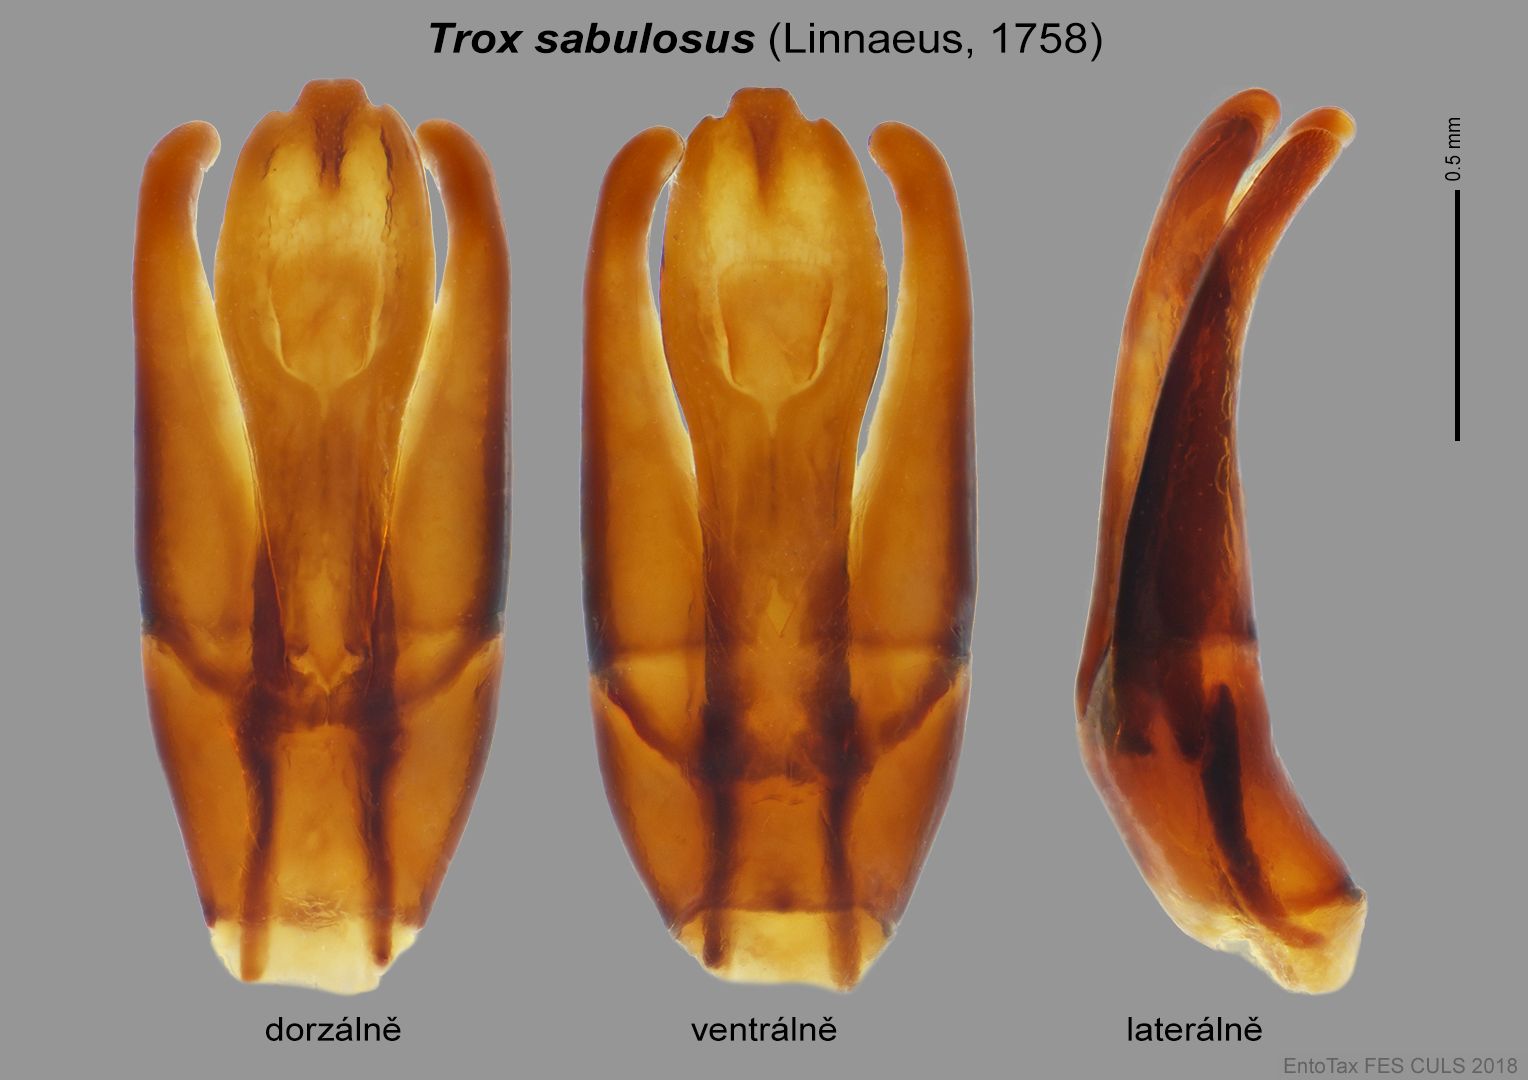 Trox sabulosus (Linnaeus, 1758)
0.5 mm
dorzálně
ventrálně
laterálně
EntoTax FES CULS 2018